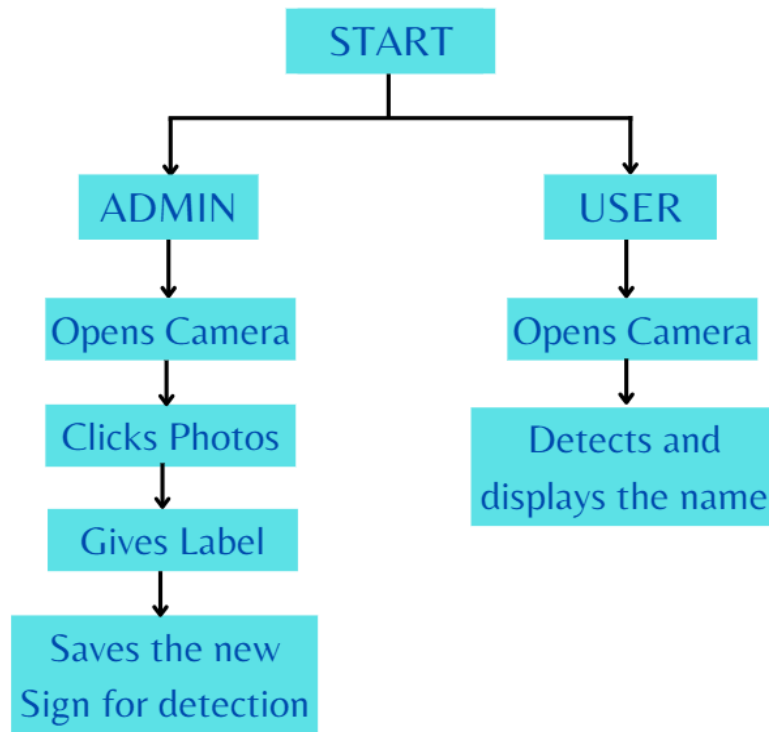 START
ADMIN
USER
Opens Camera
Opens Camera
Clicks Photos
Detects and
displays the name
Gives Label
Saves the new
Sign for detection